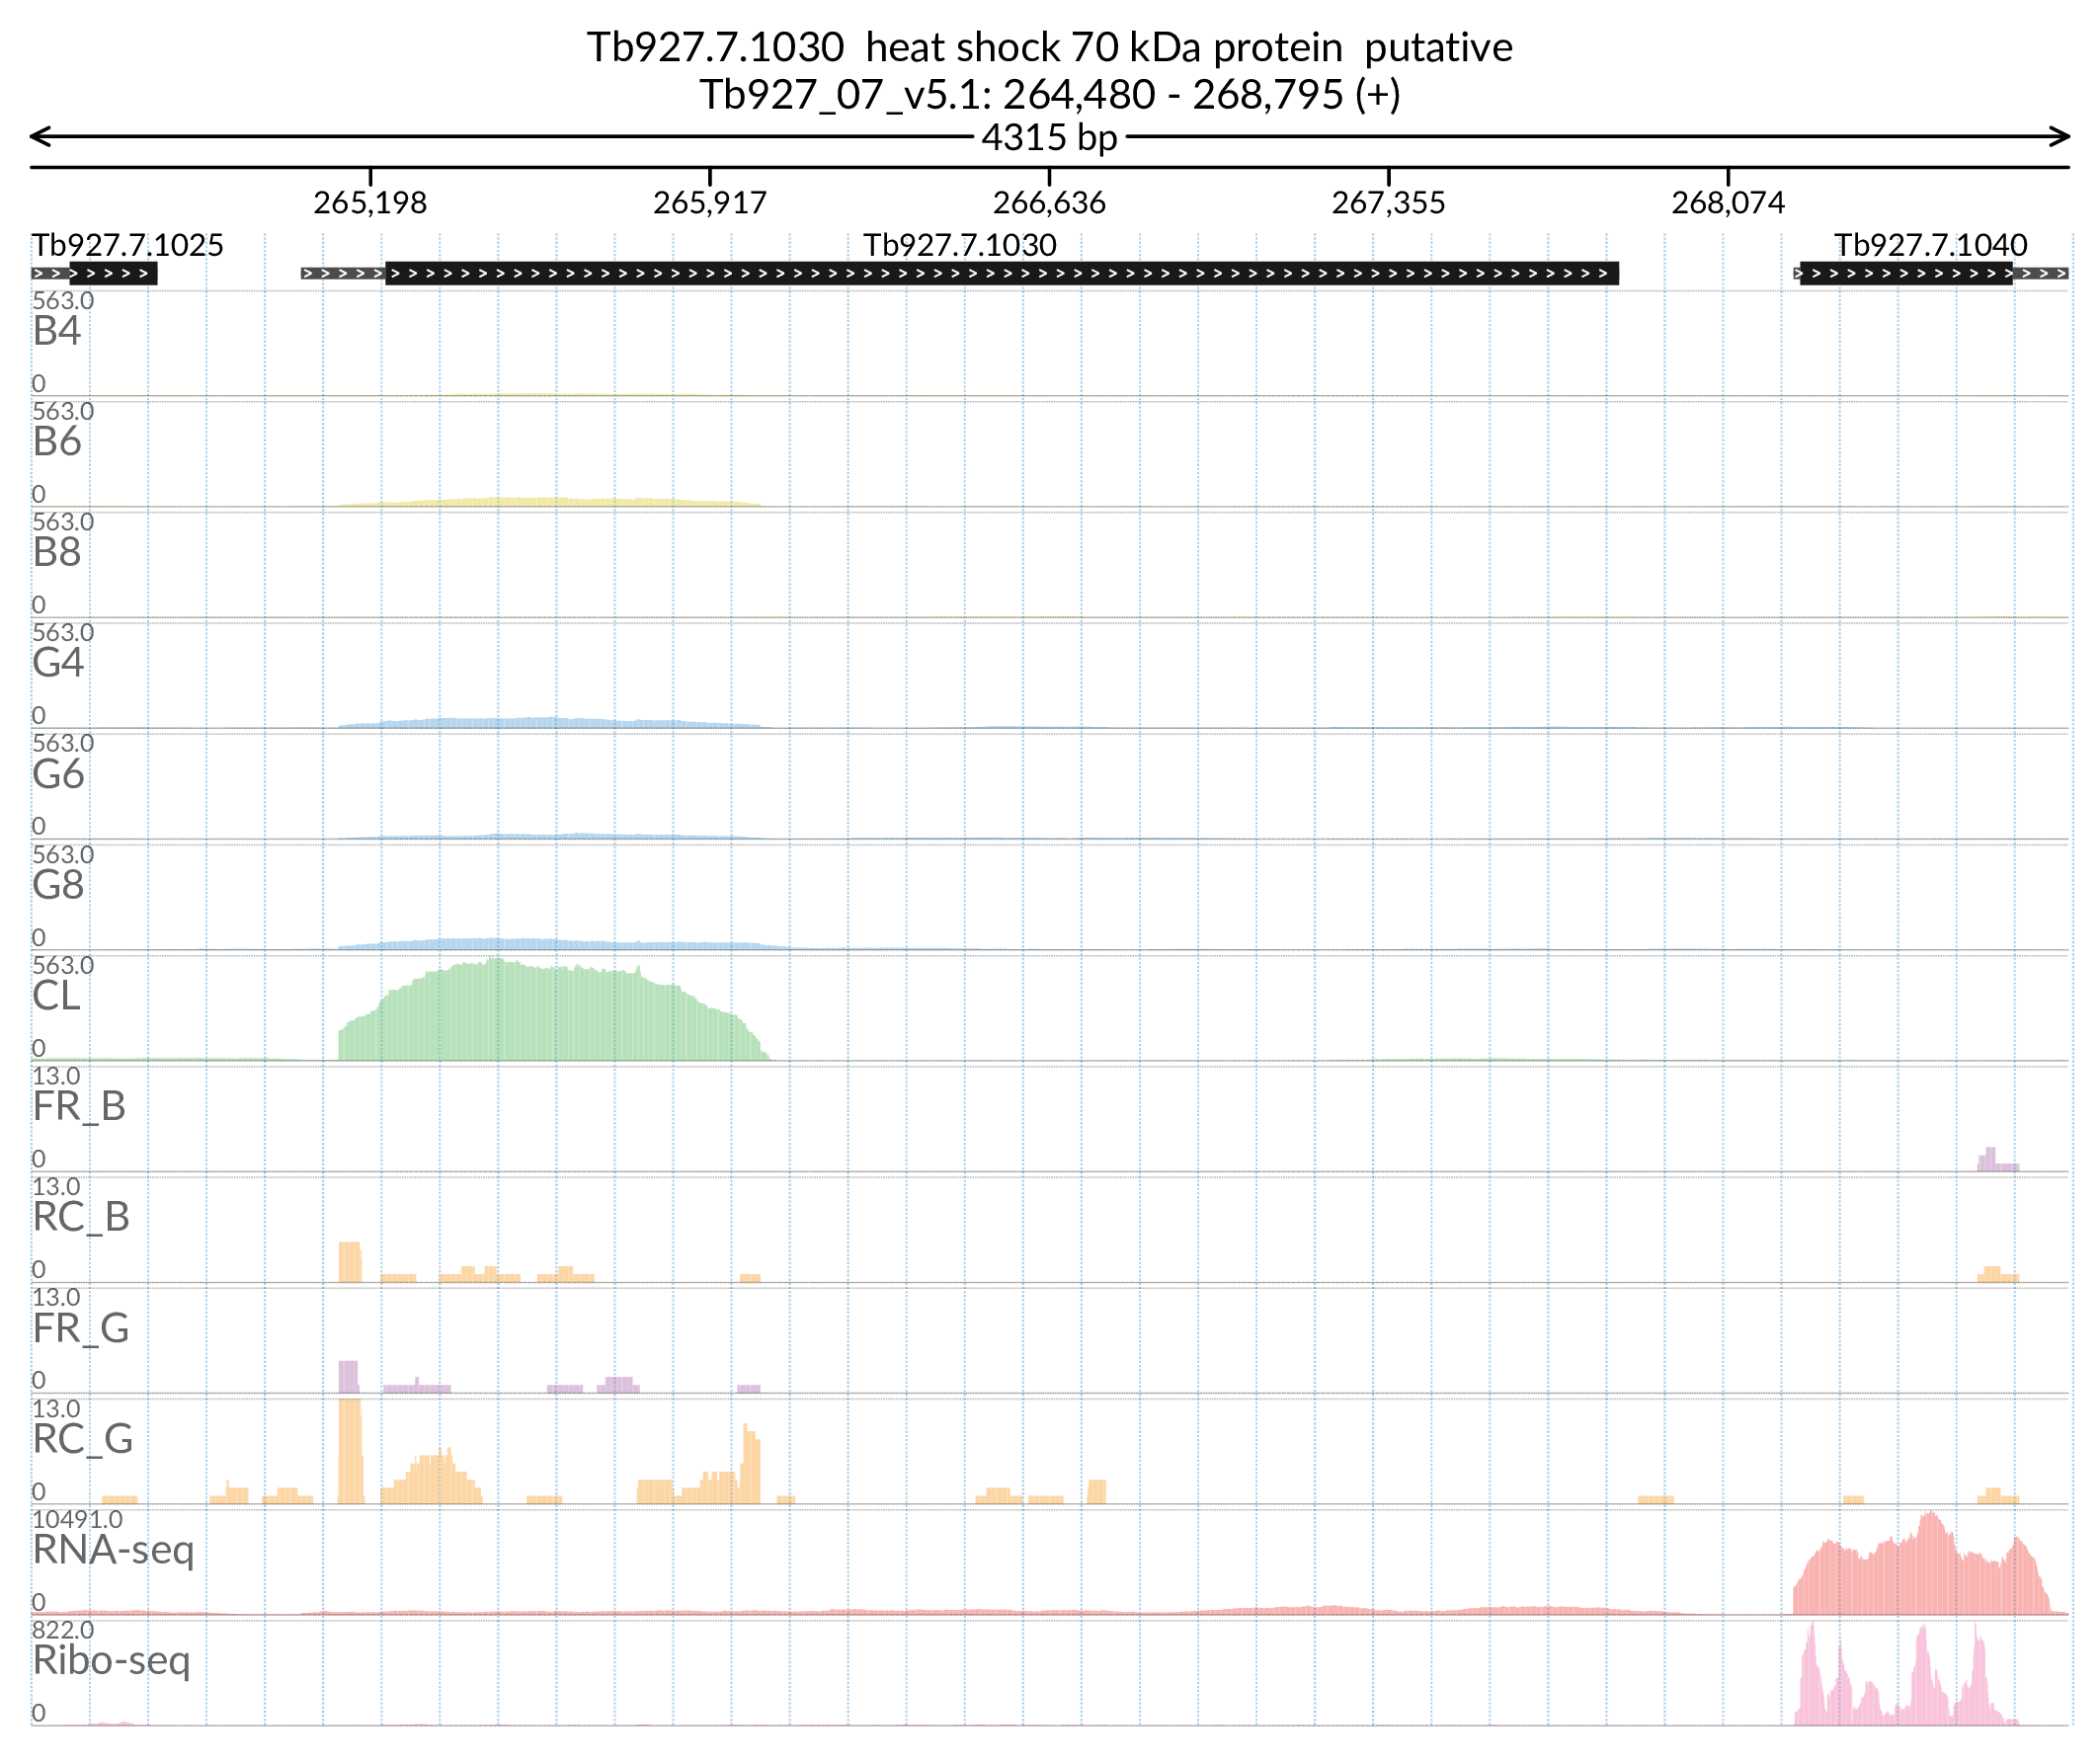 Tb927.7.1030 heat shock 70 kDa protein putative
Tb927_07_v5.1: 264,480 - 268,795 (+)
4315 bp
265,198 265,917 266,636 267,355 268,074
Tb927.7.1025 Tb927.7.1030 Tb927.7.1040
563.0
B4
0
563.0
B6
0
563.0
B8
0
563.0
G4
0
563.0
G6
0
563.0
G8
0
563.0
CL
0
13.0
FR_B
0
13.0
RC_B
0
13.0
FR_G
0
13.0
RC_G
0
10491.0
RNA-seq
0
822.0
Ribo-seq
0